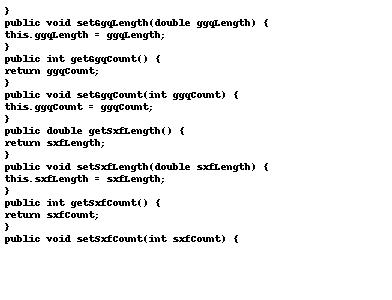 }
public void setGgqLength(double ggqLength) {
this.ggqLength = ggqLength;
}
public int getGgqCount() {
return ggqCount;
}
public void setGgqCount(int ggqCount) {
this.ggqCount = ggqCount;
}
public double getSxfLength() {
return sxfLength;
}
public void setSxfLength(double sxfLength) {
this.sxfLength = sxfLength;
}
public int getSxfCount() {
return sxfCount;
}
public void setSxfCount(int sxfCount) {